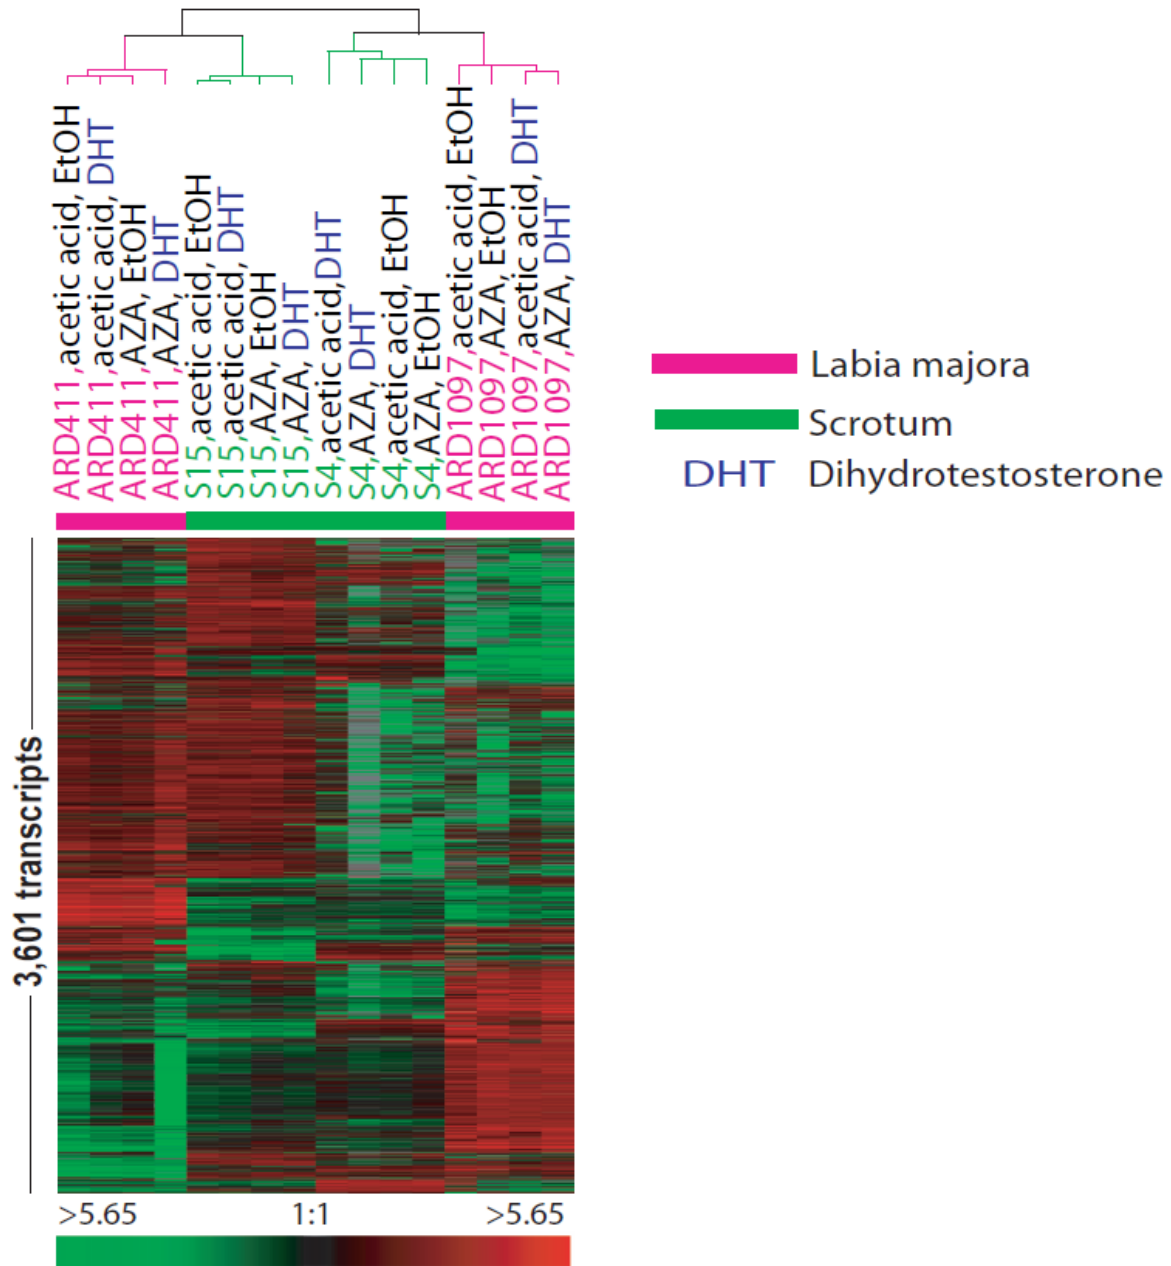 ARD411,acetic acid, EtOH
ARD411,acetic acid, DHT
ARD411,AZA, EtOH
ARD411,AZA, DHT
S15,acetic acid, EtOH
S15,acetic acid, DHT
S15,AZA, EtOH
S15,AZA, DHT
S4,acetic acid,DHT
S4,AZA, DHT
S4,acetic acid, EtOH
S4,AZA, EtOH
ARD1097,acetic acid, EtOH
ARD1097,AZA, EtOH
ARD1097,acetic acid, DHT
ARD1097,AZA, DHT
Labia majora
Scrotum
DHT Dihydrotestosterone
3,601 transcripts
>5.65 1:1 >5.65